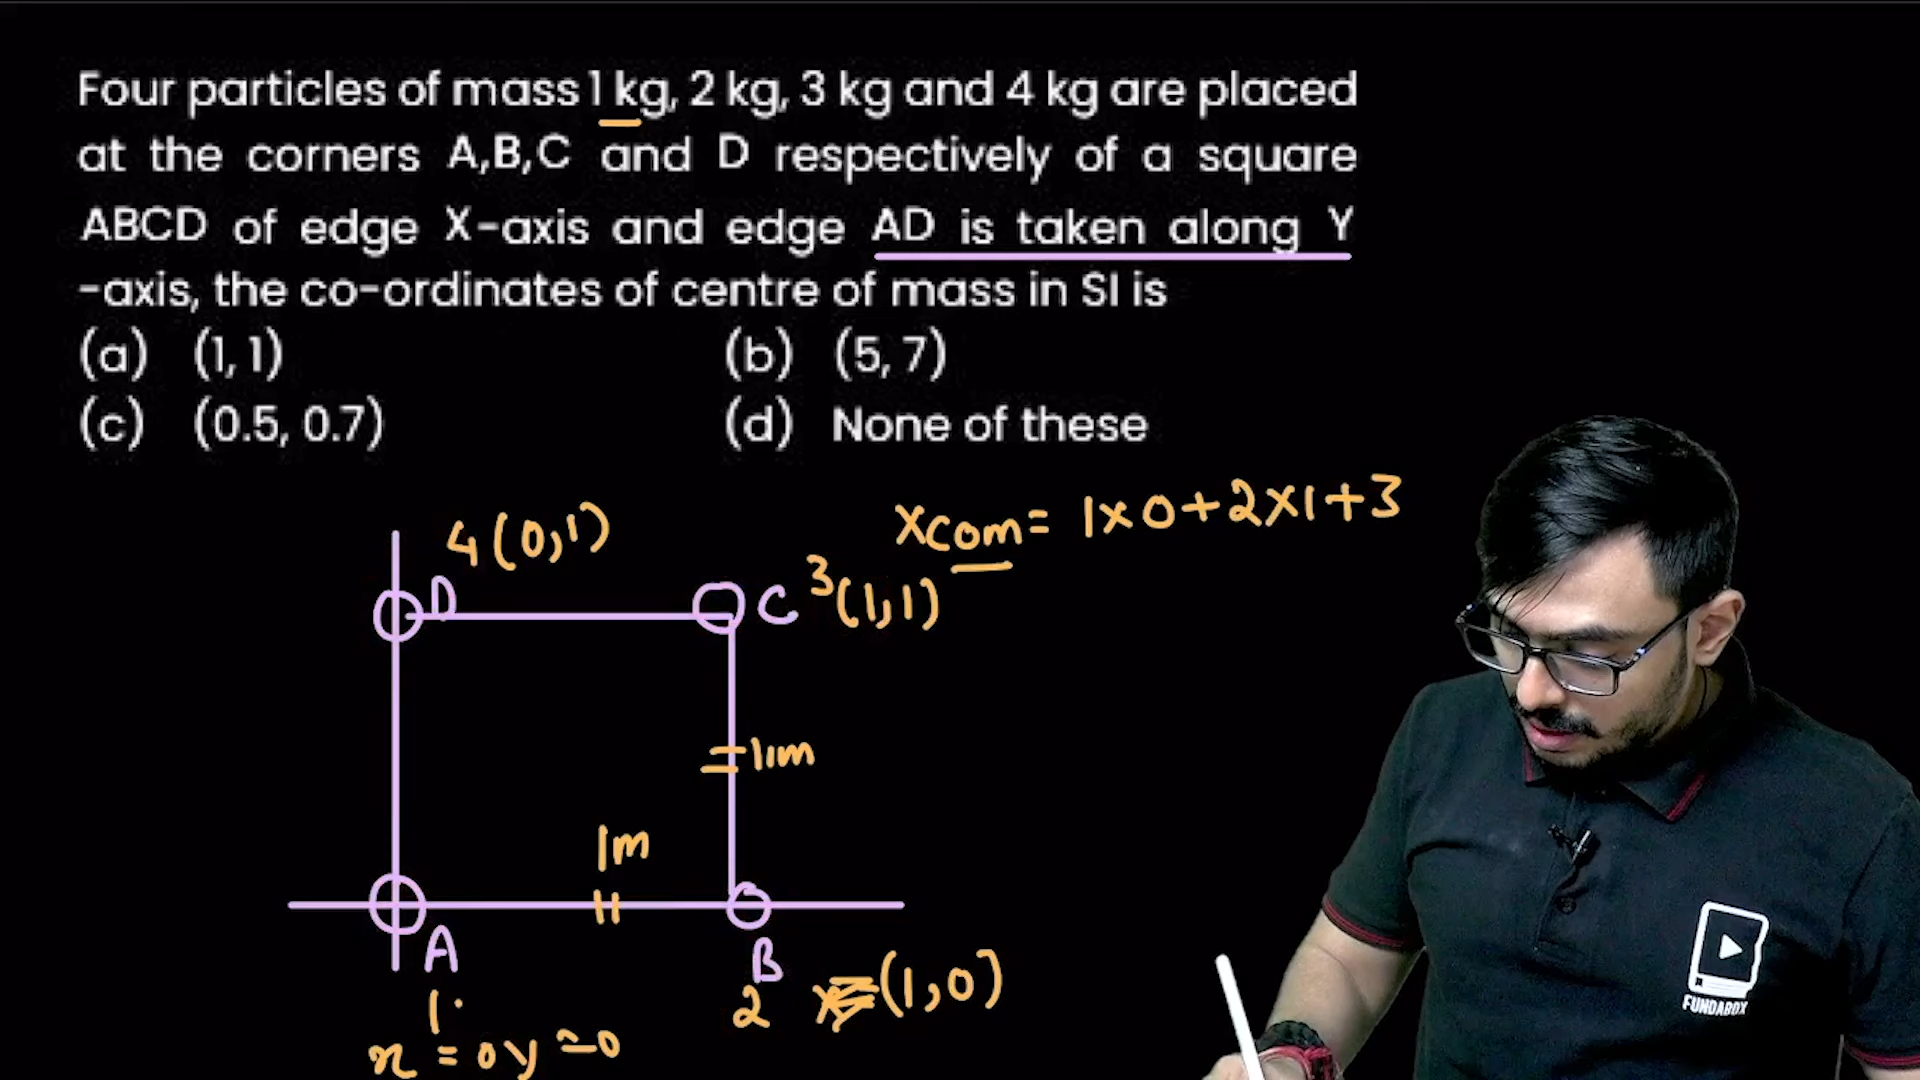 Four particles of mass 1 kg, 2 kg, 3 kg and 4 kg are placed
at the corners A,B,C and D respectively of a square
ABCD of edge X-axis and edge AD is taken along Y
-axis, the co-ordinates of centre of mass in SI is
(a) (1, 1) (b) (5, 7)
(c) (0.5, 0.7) (d) None of these
xcom = 1×0+2×1+3
4 (0,1)
D
C 3(1,1)
1m
1m
A
B
1.
2 (1,0)
x = 0 y = 0
FUNDABOX